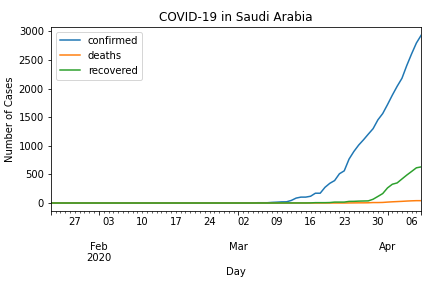 COVID-19 in Saudi Arabia
confirmed
deaths
recovered
Number of Cases
3000
2500
2000
1500
1000
500
0
27 03 10 17 24 02 09 16 23 30 06
Feb Mar Apr
2020
Day